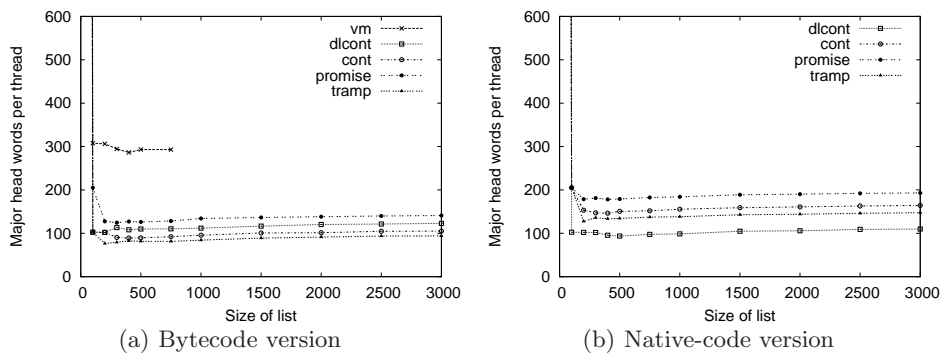 600
500
400
300
200
100
0
Major head words per thread
vm
dlcont
cont
promise
tramp
0 500 1000 1500 2000 2500 3000
Size of list
(a) Bytecode version
600
500
400
300
200
100
0
Major head words per thread
dlcont
cont
promise
tramp
0 500 1000 1500 2000 2500 3000
Size of list
(b) Native-code version